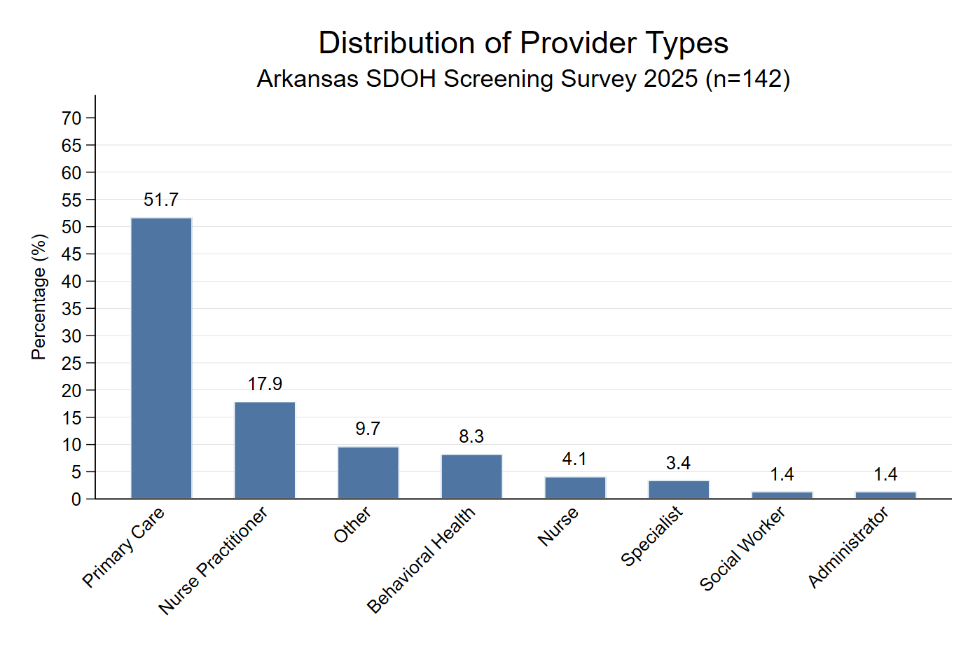 Distribution of Provider Types
Arkansas SDOH Screening Survey 2025 (n=142)
Percentage (%)
70
65
60
55
50
45
40
35
30
25
20
15
10
5
0
51.7
17.9
9.7
8.3
4.1
3.4
1.4
1.4
Primary Care
Nurse Practitioner
Other
Behavioral Health
Nurse
Specialist
Social Worker
Administrator